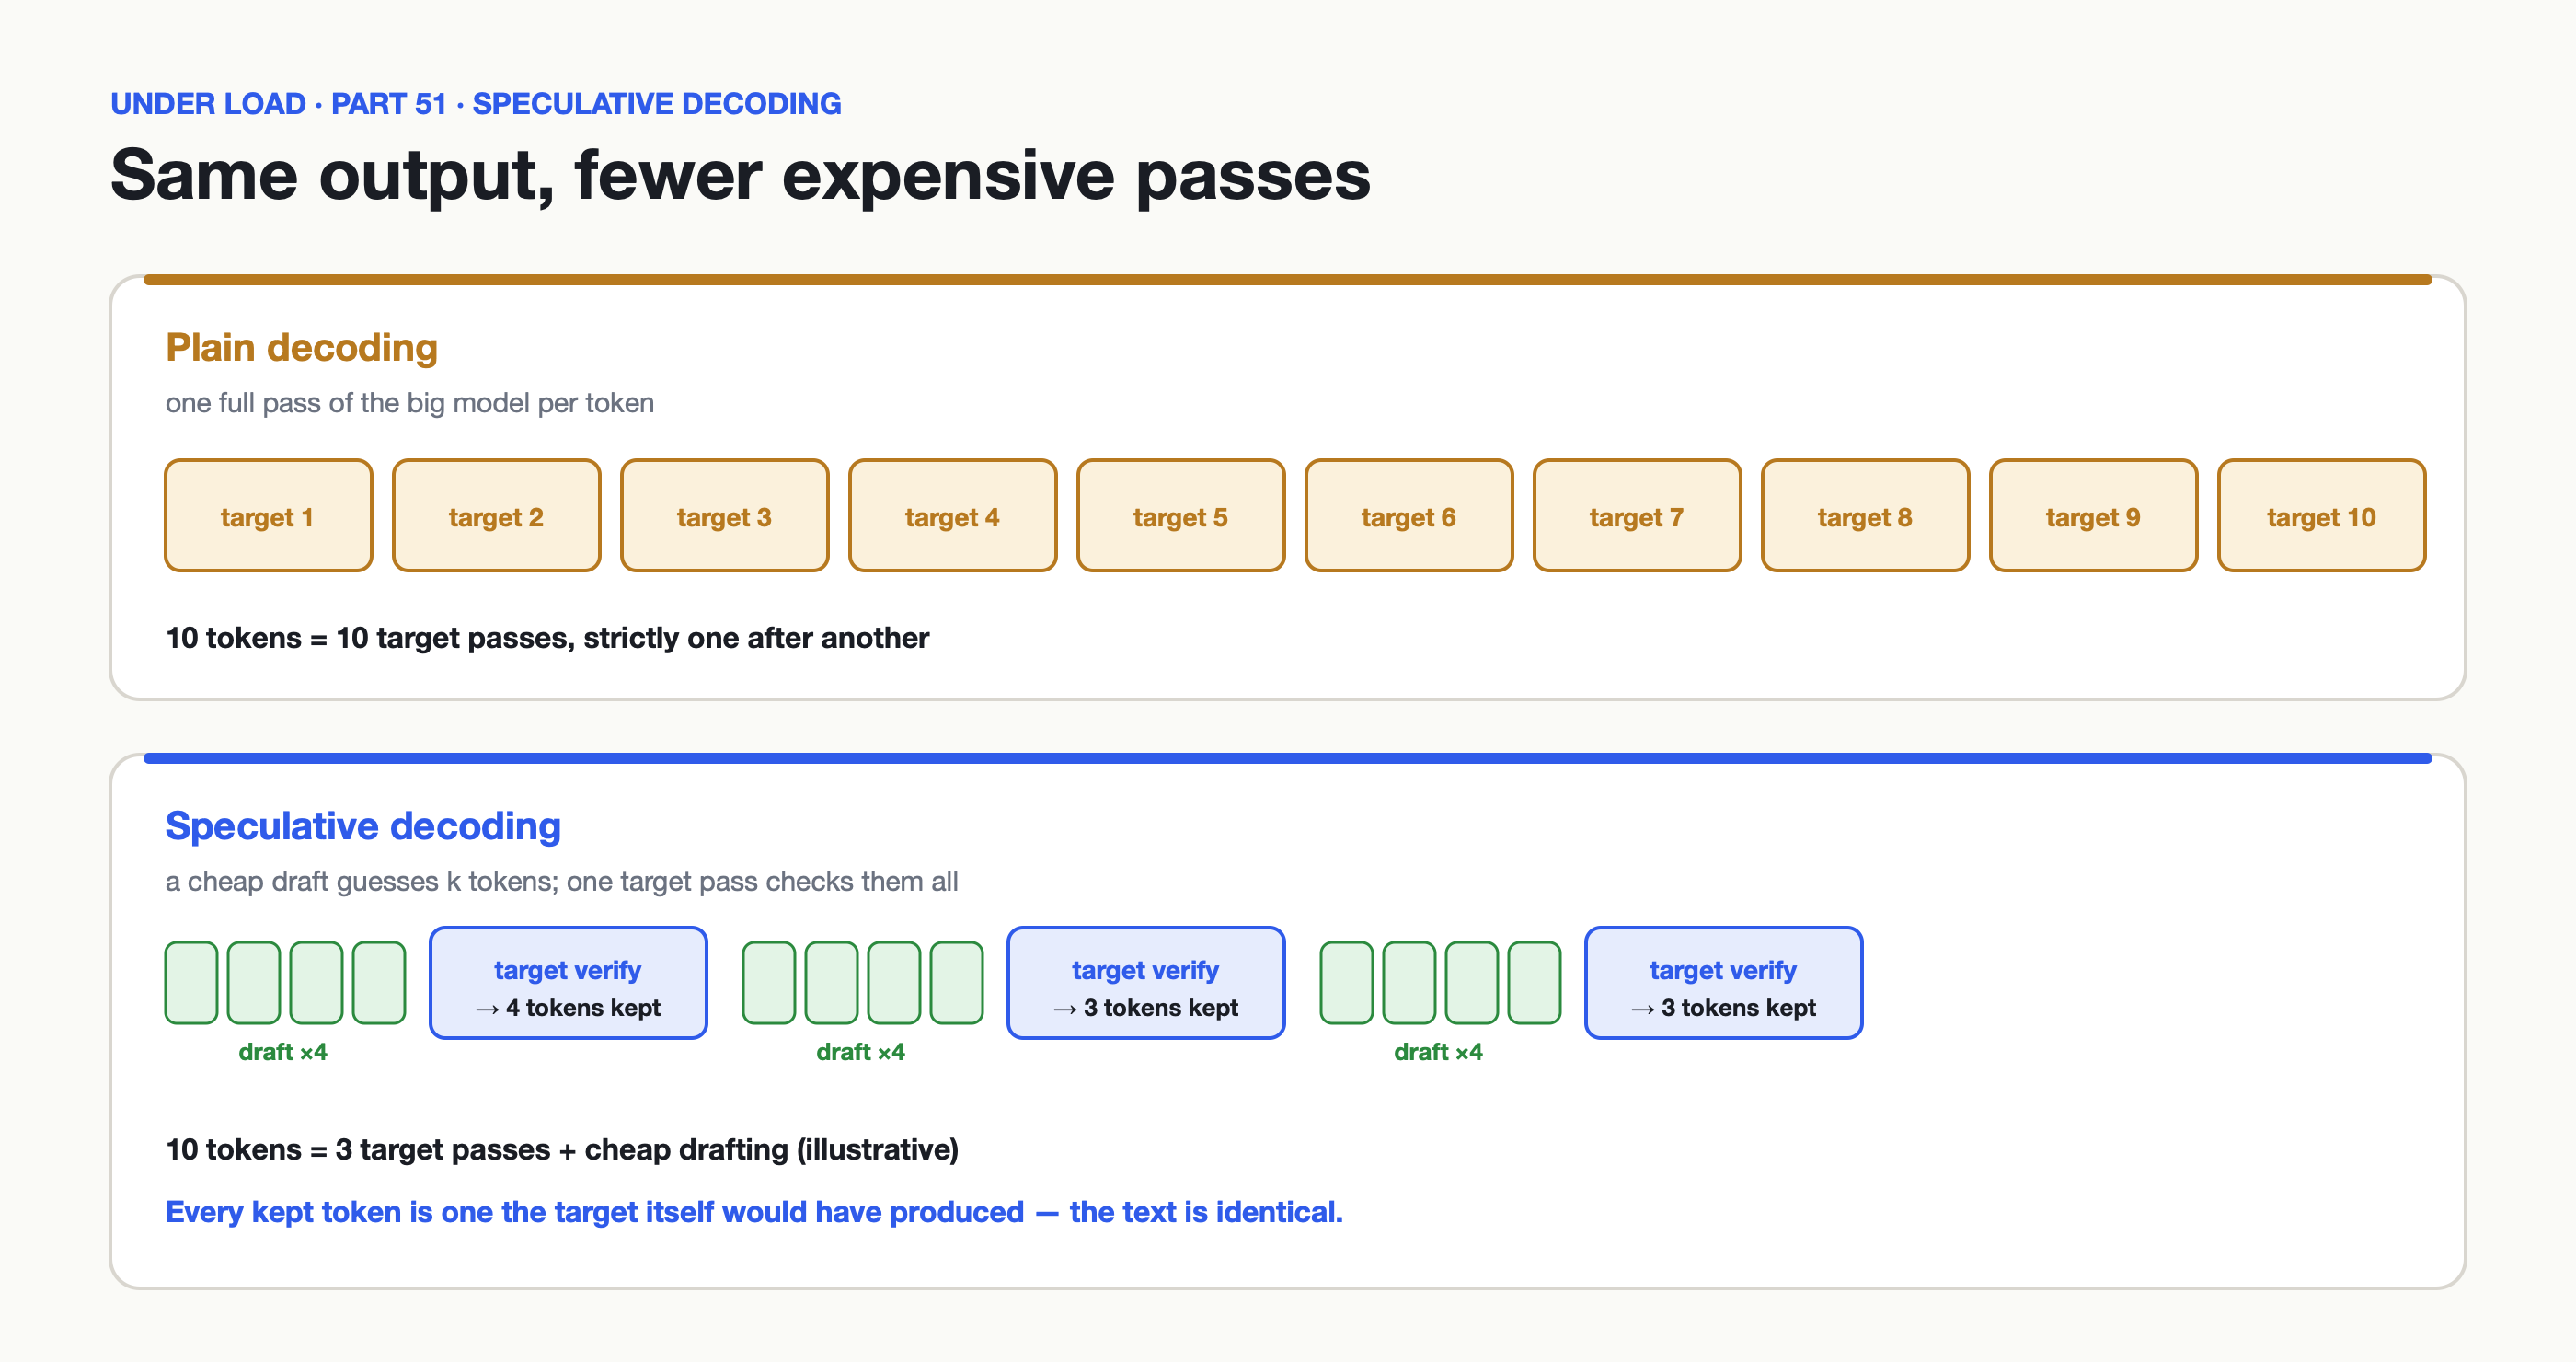 UNDER LOAD · PART 51 · SPECULATIVE DECODING
Same output, fewer expensive passes
Plain decoding
one full pass of the big model per token
target 1
target 2
target 3
target 4
target 5
target 6
target 7
target 8
target 9
target 10
10 tokens = 10 target passes, strictly one after another
Speculative decoding
a cheap draft guesses k tokens; one target pass checks them all
draft ×4
target verify
→ 4 tokens kept
draft ×4
target verify
→ 3 tokens kept
draft ×4
target verify
→ 3 tokens kept
10 tokens = 3 target passes + cheap drafting (illustrative)
Every kept token is one the target itself would have produced — the text is identical.